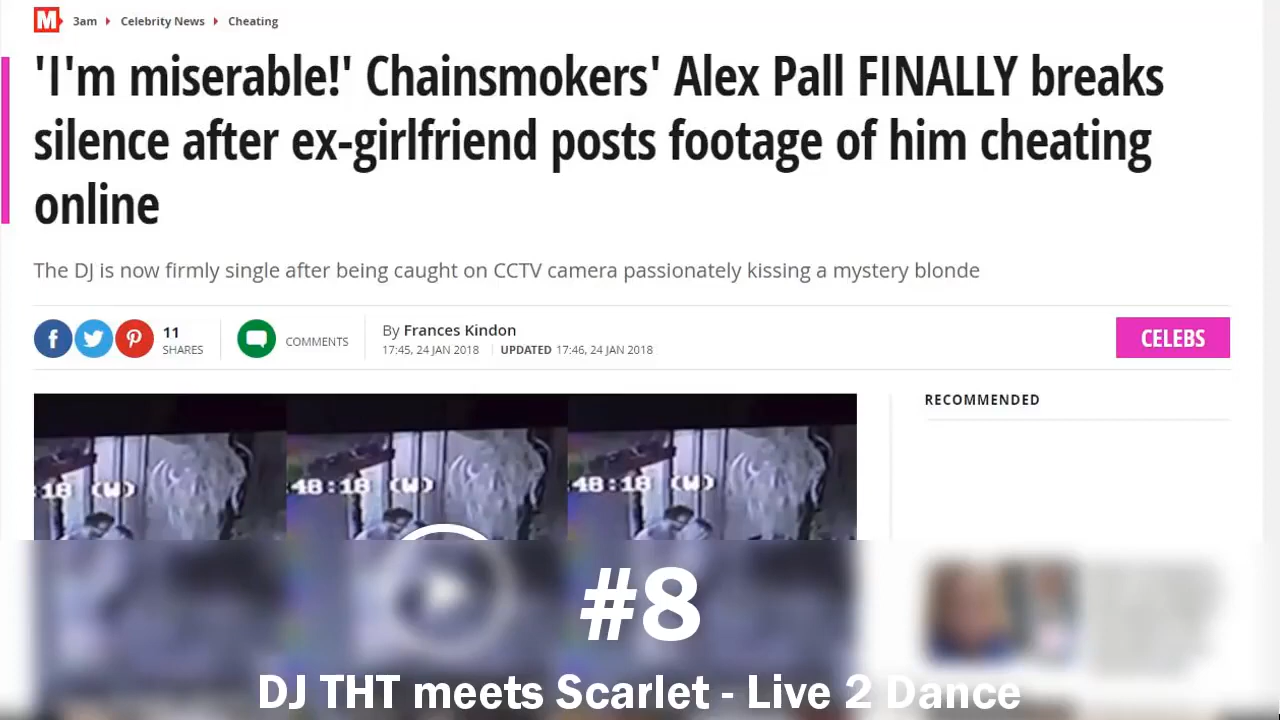 M 3am Celebrity News Cheating
'I'm miserable!' Chainsmokers' Alex Pall FINALLY breaks
silence after ex-girlfriend posts footage of him cheating
online
The DJ is now firmly single after being caught on CCTV camera passionately kissing a mystery blonde
11
SHARES
COMMENTS
By Frances Kindon
17:45, 24 JAN 2018 UPDATED 17:46, 24 JAN 2018
CELEBS
RECOMMENDED
:18 (W) 48:18 (W) 48:18 (W)
#8
DJ THT meets Scarlet - Live 2 Dance